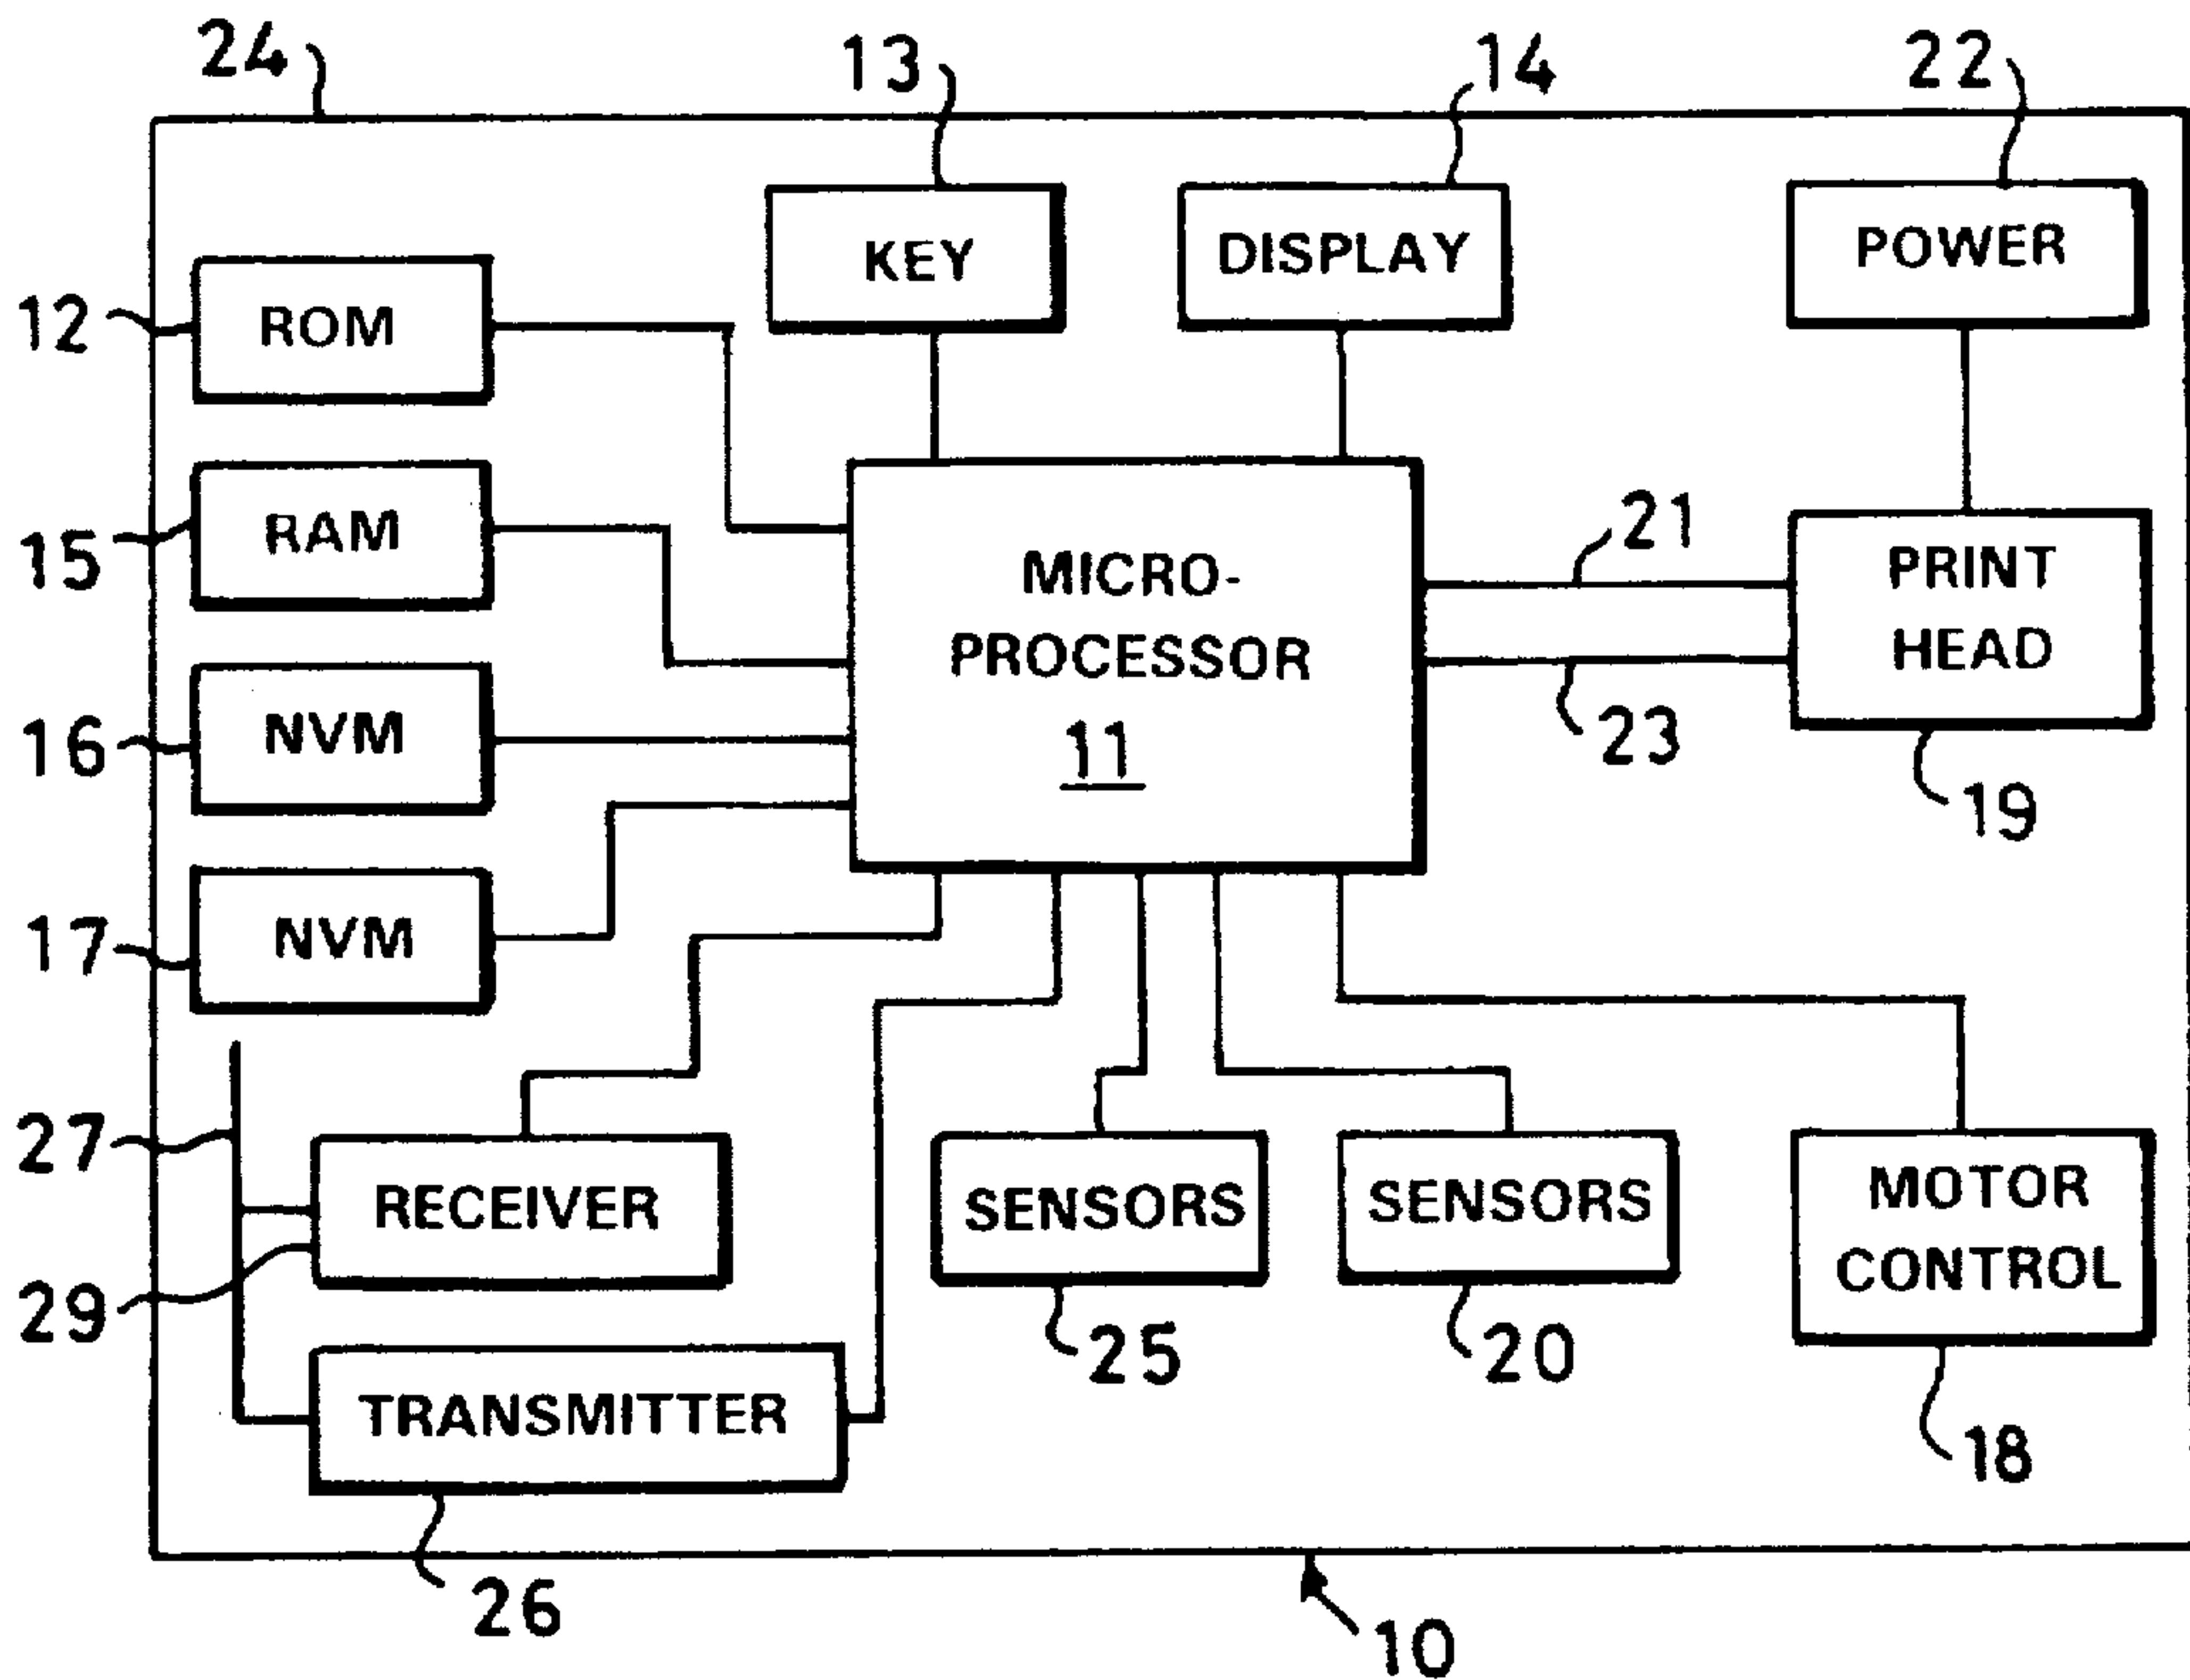 24
13
14
22
KEY
DISPLAY
POWER
12
ROM
15
RAM
MICRO-
PROCESSOR
11
21
23
PRINT
HEAD
19
16
NVM
17
NVM
27
29
RECEIVER
SENSORS
25
SENSORS
20
MOTOR
CONTROL
18
TRANSMITTER
26
10